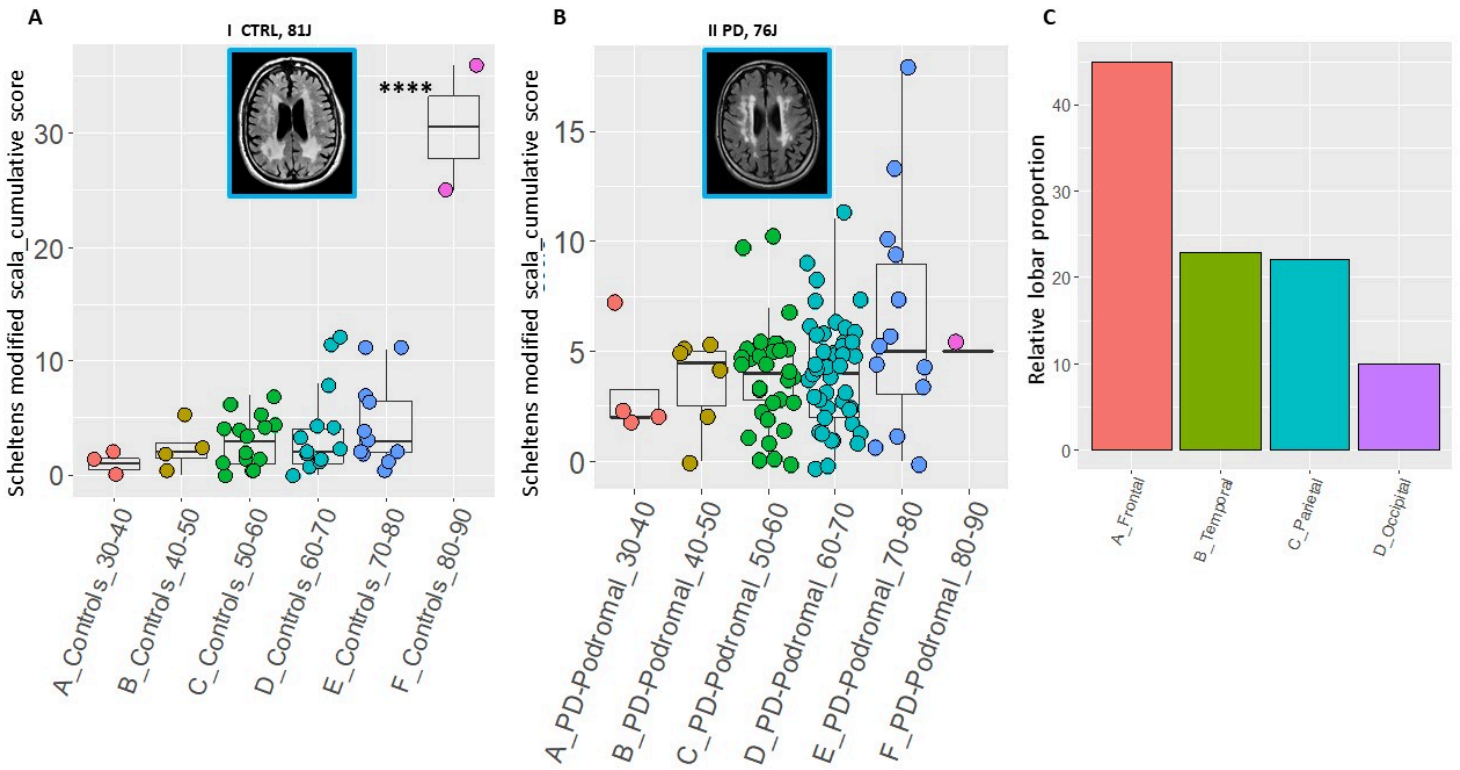 A
I CTRL, 81J
Scheltens modified scala_cumulative score
****
30
20
10
0
A_Controls_30-40
B_Controls_40-50
C_Controls_50-60
D_Controls_60-70
E_Controls_70-80
F_Controls_80-90
B
II PD, 76J
Scheltens modified scala_cumulative score
15
10
5
0
A_PD-Podromal_30-40
B_PD-Podromal_40-50
C_PD-Podromal_50-60
D_PD-Podromal_60-70
E_PD-Podromal_70-80
F_PD-Podromal_80-90
C
Relative lobar proportion
40
30
20
10
0
A_Frontal
B_Temporal
C_Parietal
D_Occipital